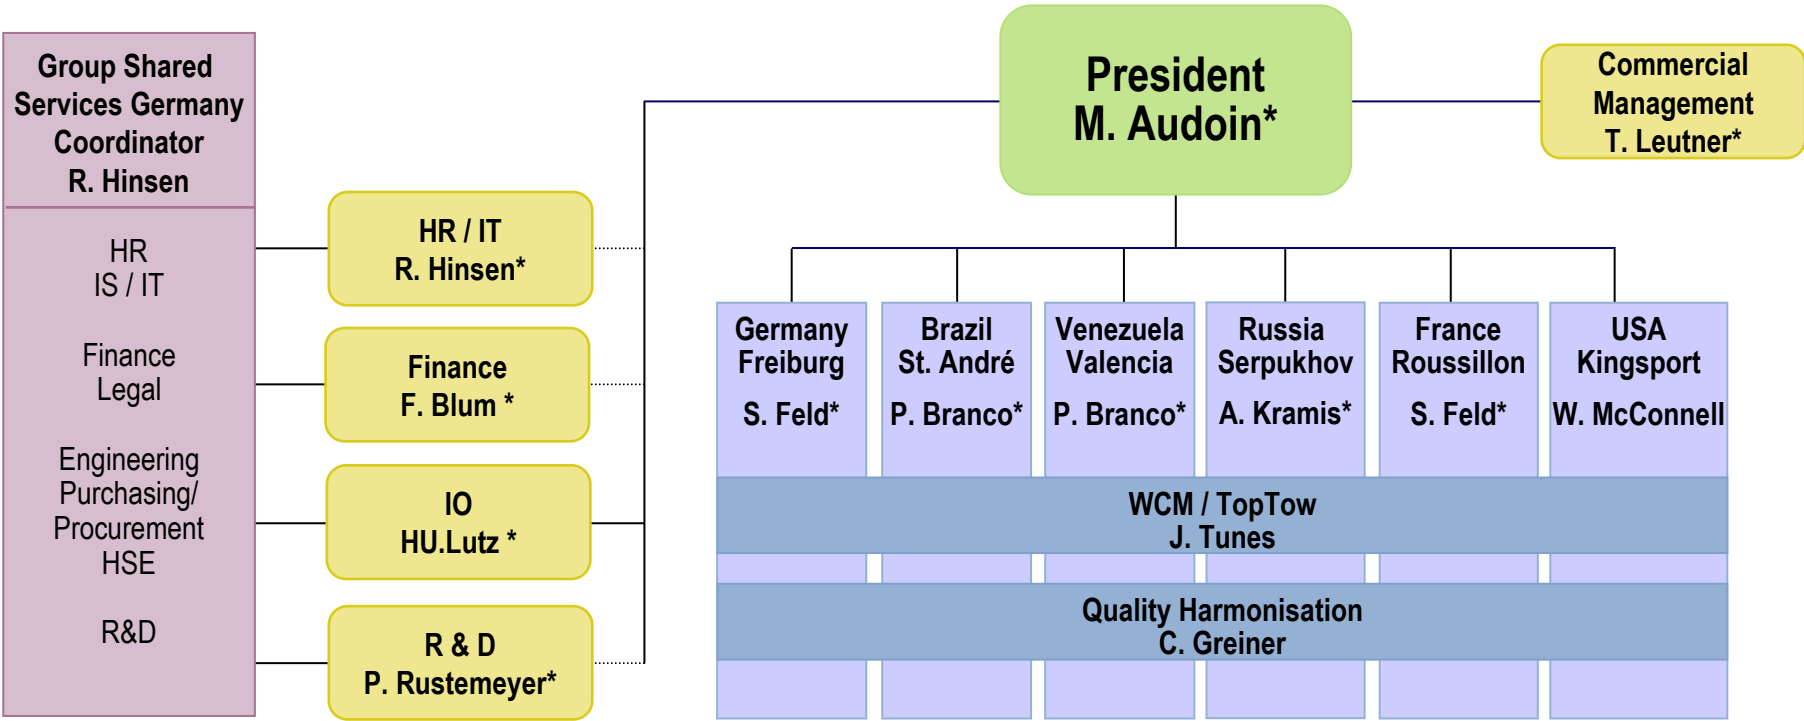 Group Shared
Services Germany
Coordinator
R. Hinsen
HR
IS / IT
Finance
Legal
Engineering
Purchasing/
Procurement
HSE
R&D
HR / IT
R. Hinsen*
Finance
F. Blum *
IO
HU.Lutz *
R & D
P. Rustemeyer*
President
M. Audoin*
Commercial
Management
T. Leutner*
Germany
Freiburg
S. Feld*
Brazil
St. André
P. Branco*
Venezuela
Valencia
P. Branco*
Russia
Serpukhov
A. Kramis*
France
Roussillon
S. Feld*
USA
Kingsport
W. McConnell
WCM / TopTow
J. Tunes
Quality Harmonisation
C. Greiner